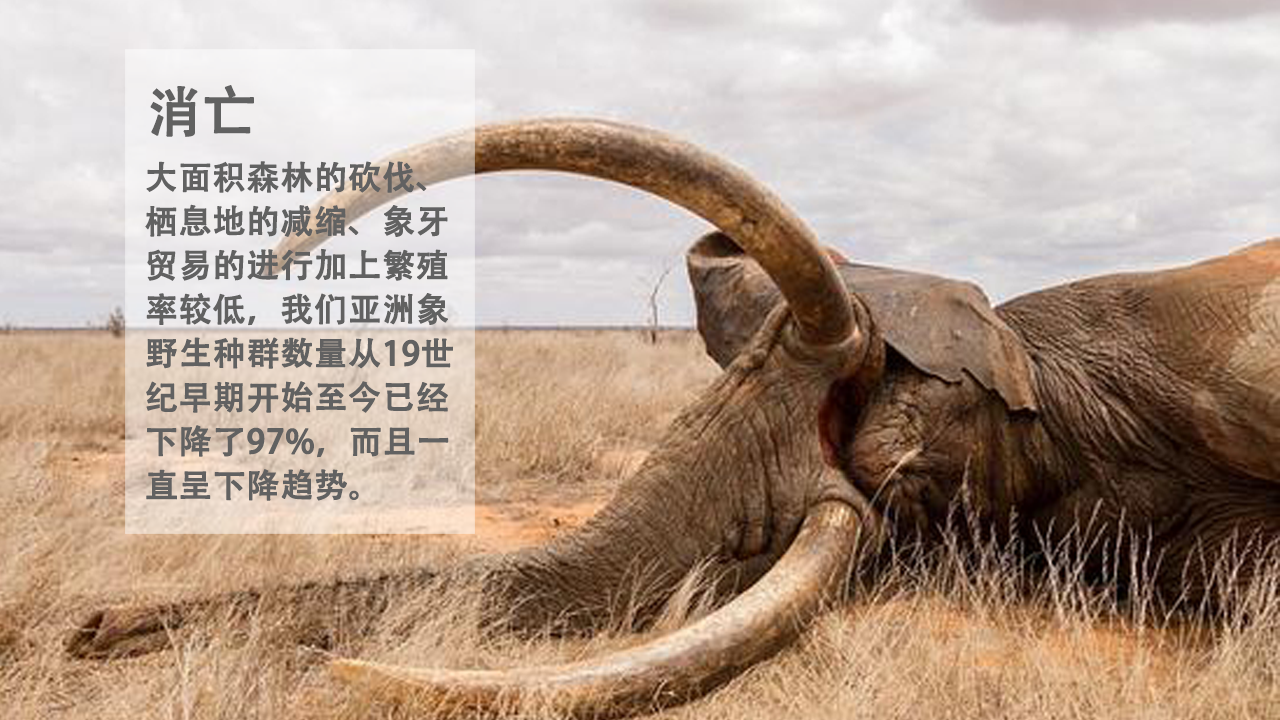 消亡
大面积森林的砍伐、
栖息地的减缩、象牙
贸易的进行加上繁殖
率较低，我们亚洲象
野生种群数量从19世
纪早期开始至今已经
下降了97%，而且一
直呈下降趋势。